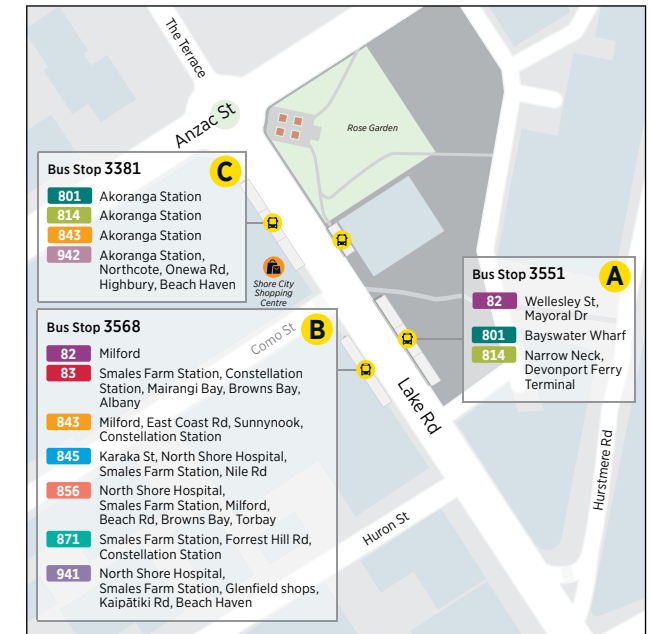 The Terrace
Anzac St
Rose Garden
Bus Stop 3381
C
801 Akoranga Station
814 Akoranga Station
843 Akoranga Station
942 Akoranga Station,
Northcote, Onewa Rd,
Highbury, Beach Haven
Shore City
Shopping
Centre
Bus Stop 3551
A
82 Wellesley St,
Mayoral Dr
801 Bayswater Wharf
814 Narrow Neck,
Devonport Ferry
Terminal
Como St
Bus Stop 3568
B
82 Milford
83 Smales Farm Station, Constellation
Station, Mairangi Bay, Browns Bay,
Albany
843 Milford, East Coast Rd, Sunnynook,
Constellation Station
845 Karaka St, North Shore Hospital,
Smales Farm Station, Nile Rd
856 North Shore Hospital,
Smales Farm Station, Milford,
Beach Rd, Browns Bay, Torbay
871 Smales Farm Station, Forrest Hill Rd,
Constellation Station
941 North Shore Hospital,
Smales Farm Station, Glenfield shops,
Kaipātiki Rd, Beach Haven
Lake Rd
Hurstmere Rd
Huron St